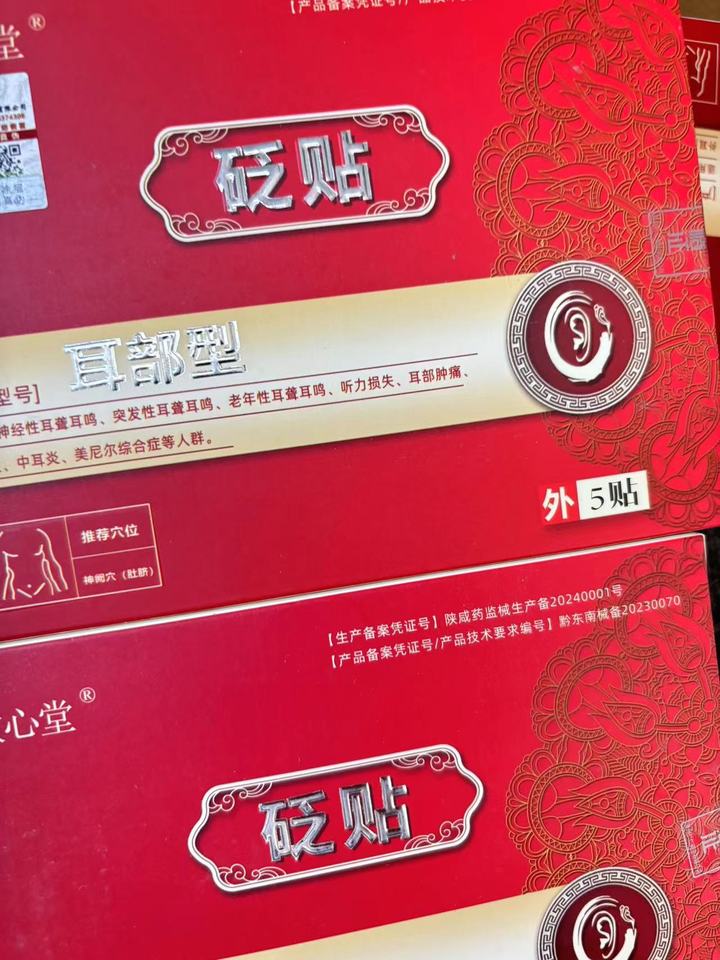 堂®
【产品备案凭证号/产品技术
砭贴
耳部型
型号]
神经性耳聋耳鸣、突发性耳聋耳鸣、老年性耳聋耳鸣、听力损失、耳部肿痛、
、中耳炎、美尼尔综合症等人群。
外 5贴
推荐穴位
神阙穴（肚脐）
【生产备案凭证号】陕咸药监械生产备20240001号
【产品备案凭证号/产品技术要求编号】黔东南械备20230070
心堂®
砭贴